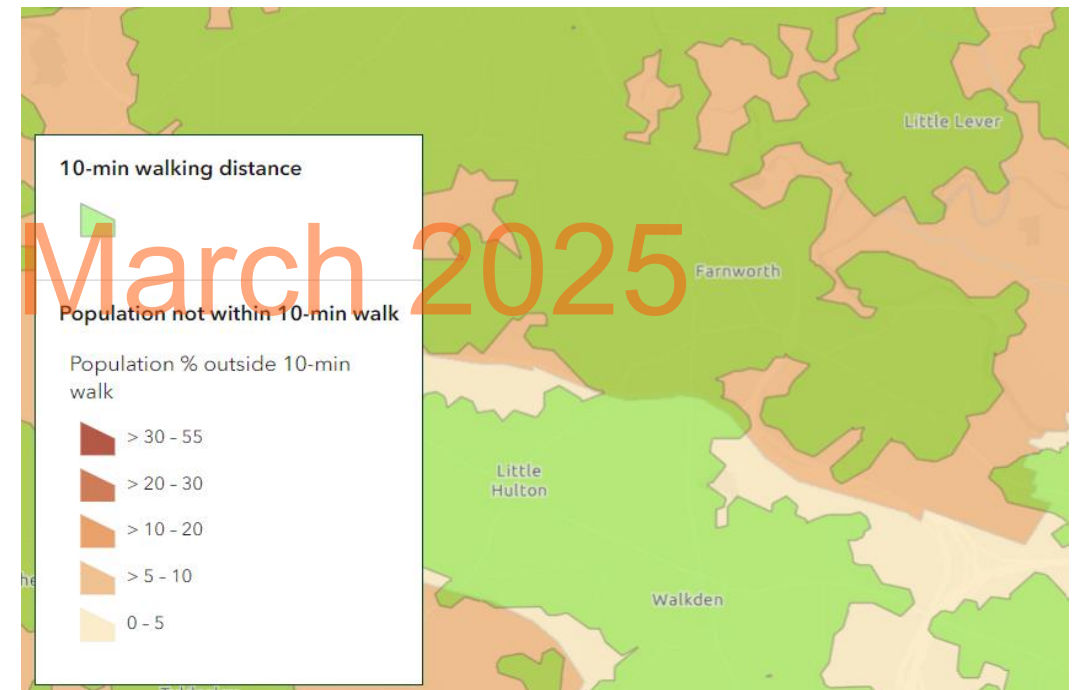 Little Lever
10-min walking distance
March 2025
Farnworth
Population not within 10-min walk
Population % outside 10-min
walk
> 30 - 55
> 20 - 30
> 10 - 20
> 5 - 10
0 - 5
Little
Hulton
Walkden
he